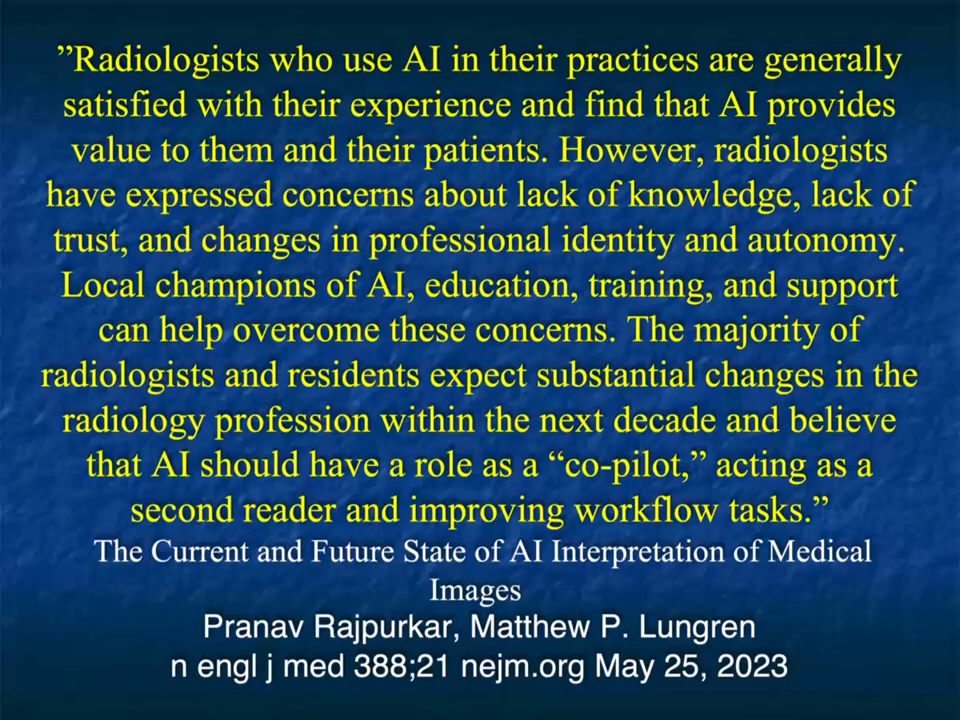 ”Radiologists who use AI in their practices are generally
satisfied with their experience and find that AI provides
value to them and their patients. However, radiologists
have expressed concerns about lack of knowledge, lack of
trust, and changes in professional identity and autonomy.
Local champions of AI, education, training, and support
can help overcome these concerns. The majority of
radiologists and residents expect substantial changes in the
radiology profession within the next decade and believe
that AI should have a role as a “co-pilot,” acting as a
second reader and improving workflow tasks.”
The Current and Future State of AI Interpretation of Medical
Images
Pranav Rajpurkar, Matthew P. Lungren
n engl j med 388;21 nejm.org May 25, 2023